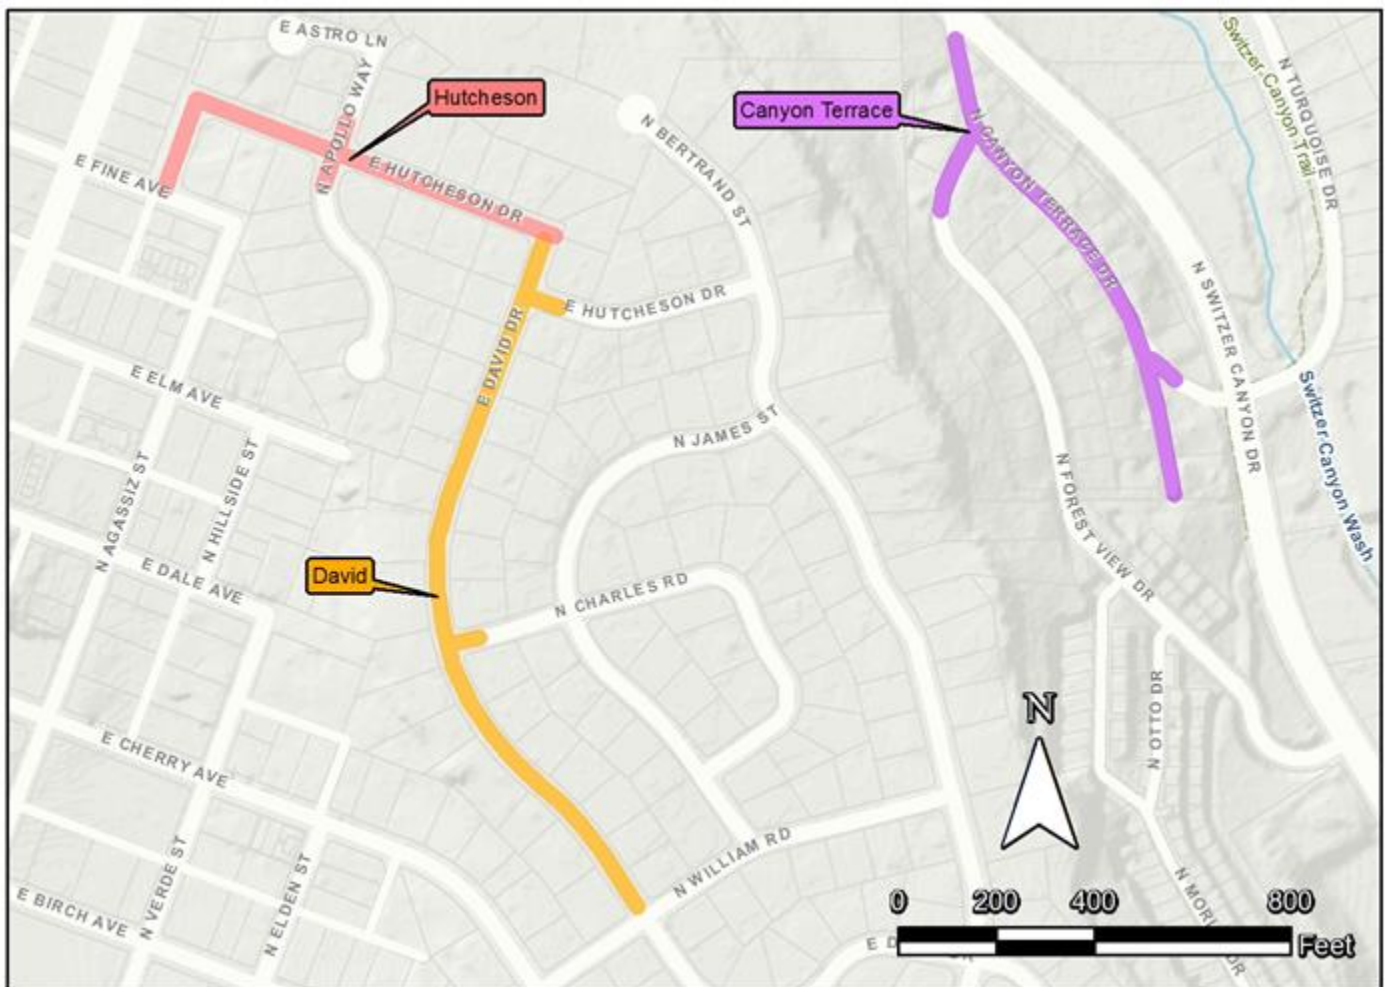 E ASTRO LN
N APOLLO WAY
Hutcheson
Canyon Terrace
Switzer Canyon Trail
N TURQUOISE DR
N BERTRAND ST
N CANYON TERRACE DR
E FINE AVE
E HUTCHESON DR
E HUTCHESON DR
E DAVID DR
N SWITZER CANYON DR
E ELM AVE
N JAMES ST
Switzer Canyon Wash
N AGASSIZ ST
N HILLSIDE ST
N FOREST VIEW DR
E DALE AVE
David
N CHARLES RD
N OTTO DR
N
E CHERRY AVE
N WILLIAM RD
N VERDE ST
N ELDEN ST
E BIRCH AVE
0 200 400 800
Feet
E D
DR